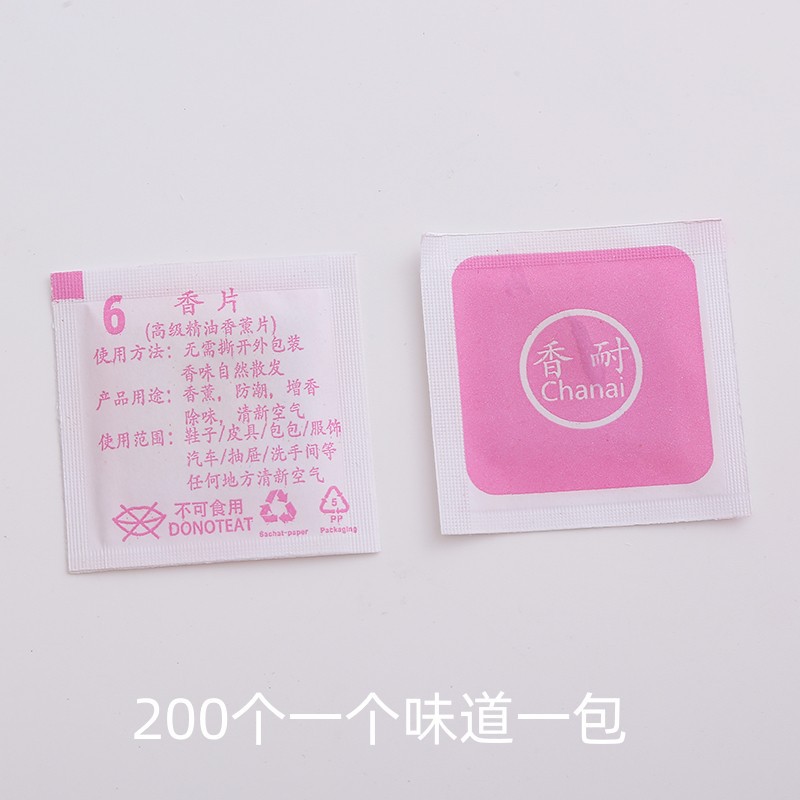 6
香片
(高级精油香薰片)
使用方法：无需撕开外包装
香味自然散发
产品用途：香薰，防潮，增香
除味，清新空气
使用范围：鞋子/皮具/包包/服饰
汽车/抽屉/洗手间等
任何地方清新空气
不可食用
DONOTEAT
6achat-paper
5
PP
Packaging
香耐
Chanai
200个一个味道一包